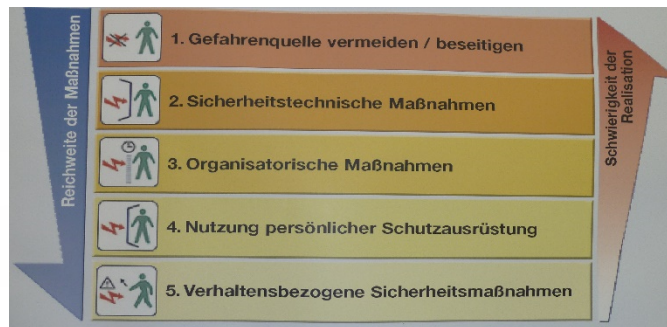 Reichweite der Maßnahmen
1. Gefahrenquelle vermeiden / beseitigen
2. Sicherheitstechnische Maßnahmen
3. Organisatorische Maßnahmen
4. Nutzung persönlicher Schutzausrüstung
5. Verhaltensbezogene Sicherheitsmaßnahmen
Schwierigkeit der
Realisation